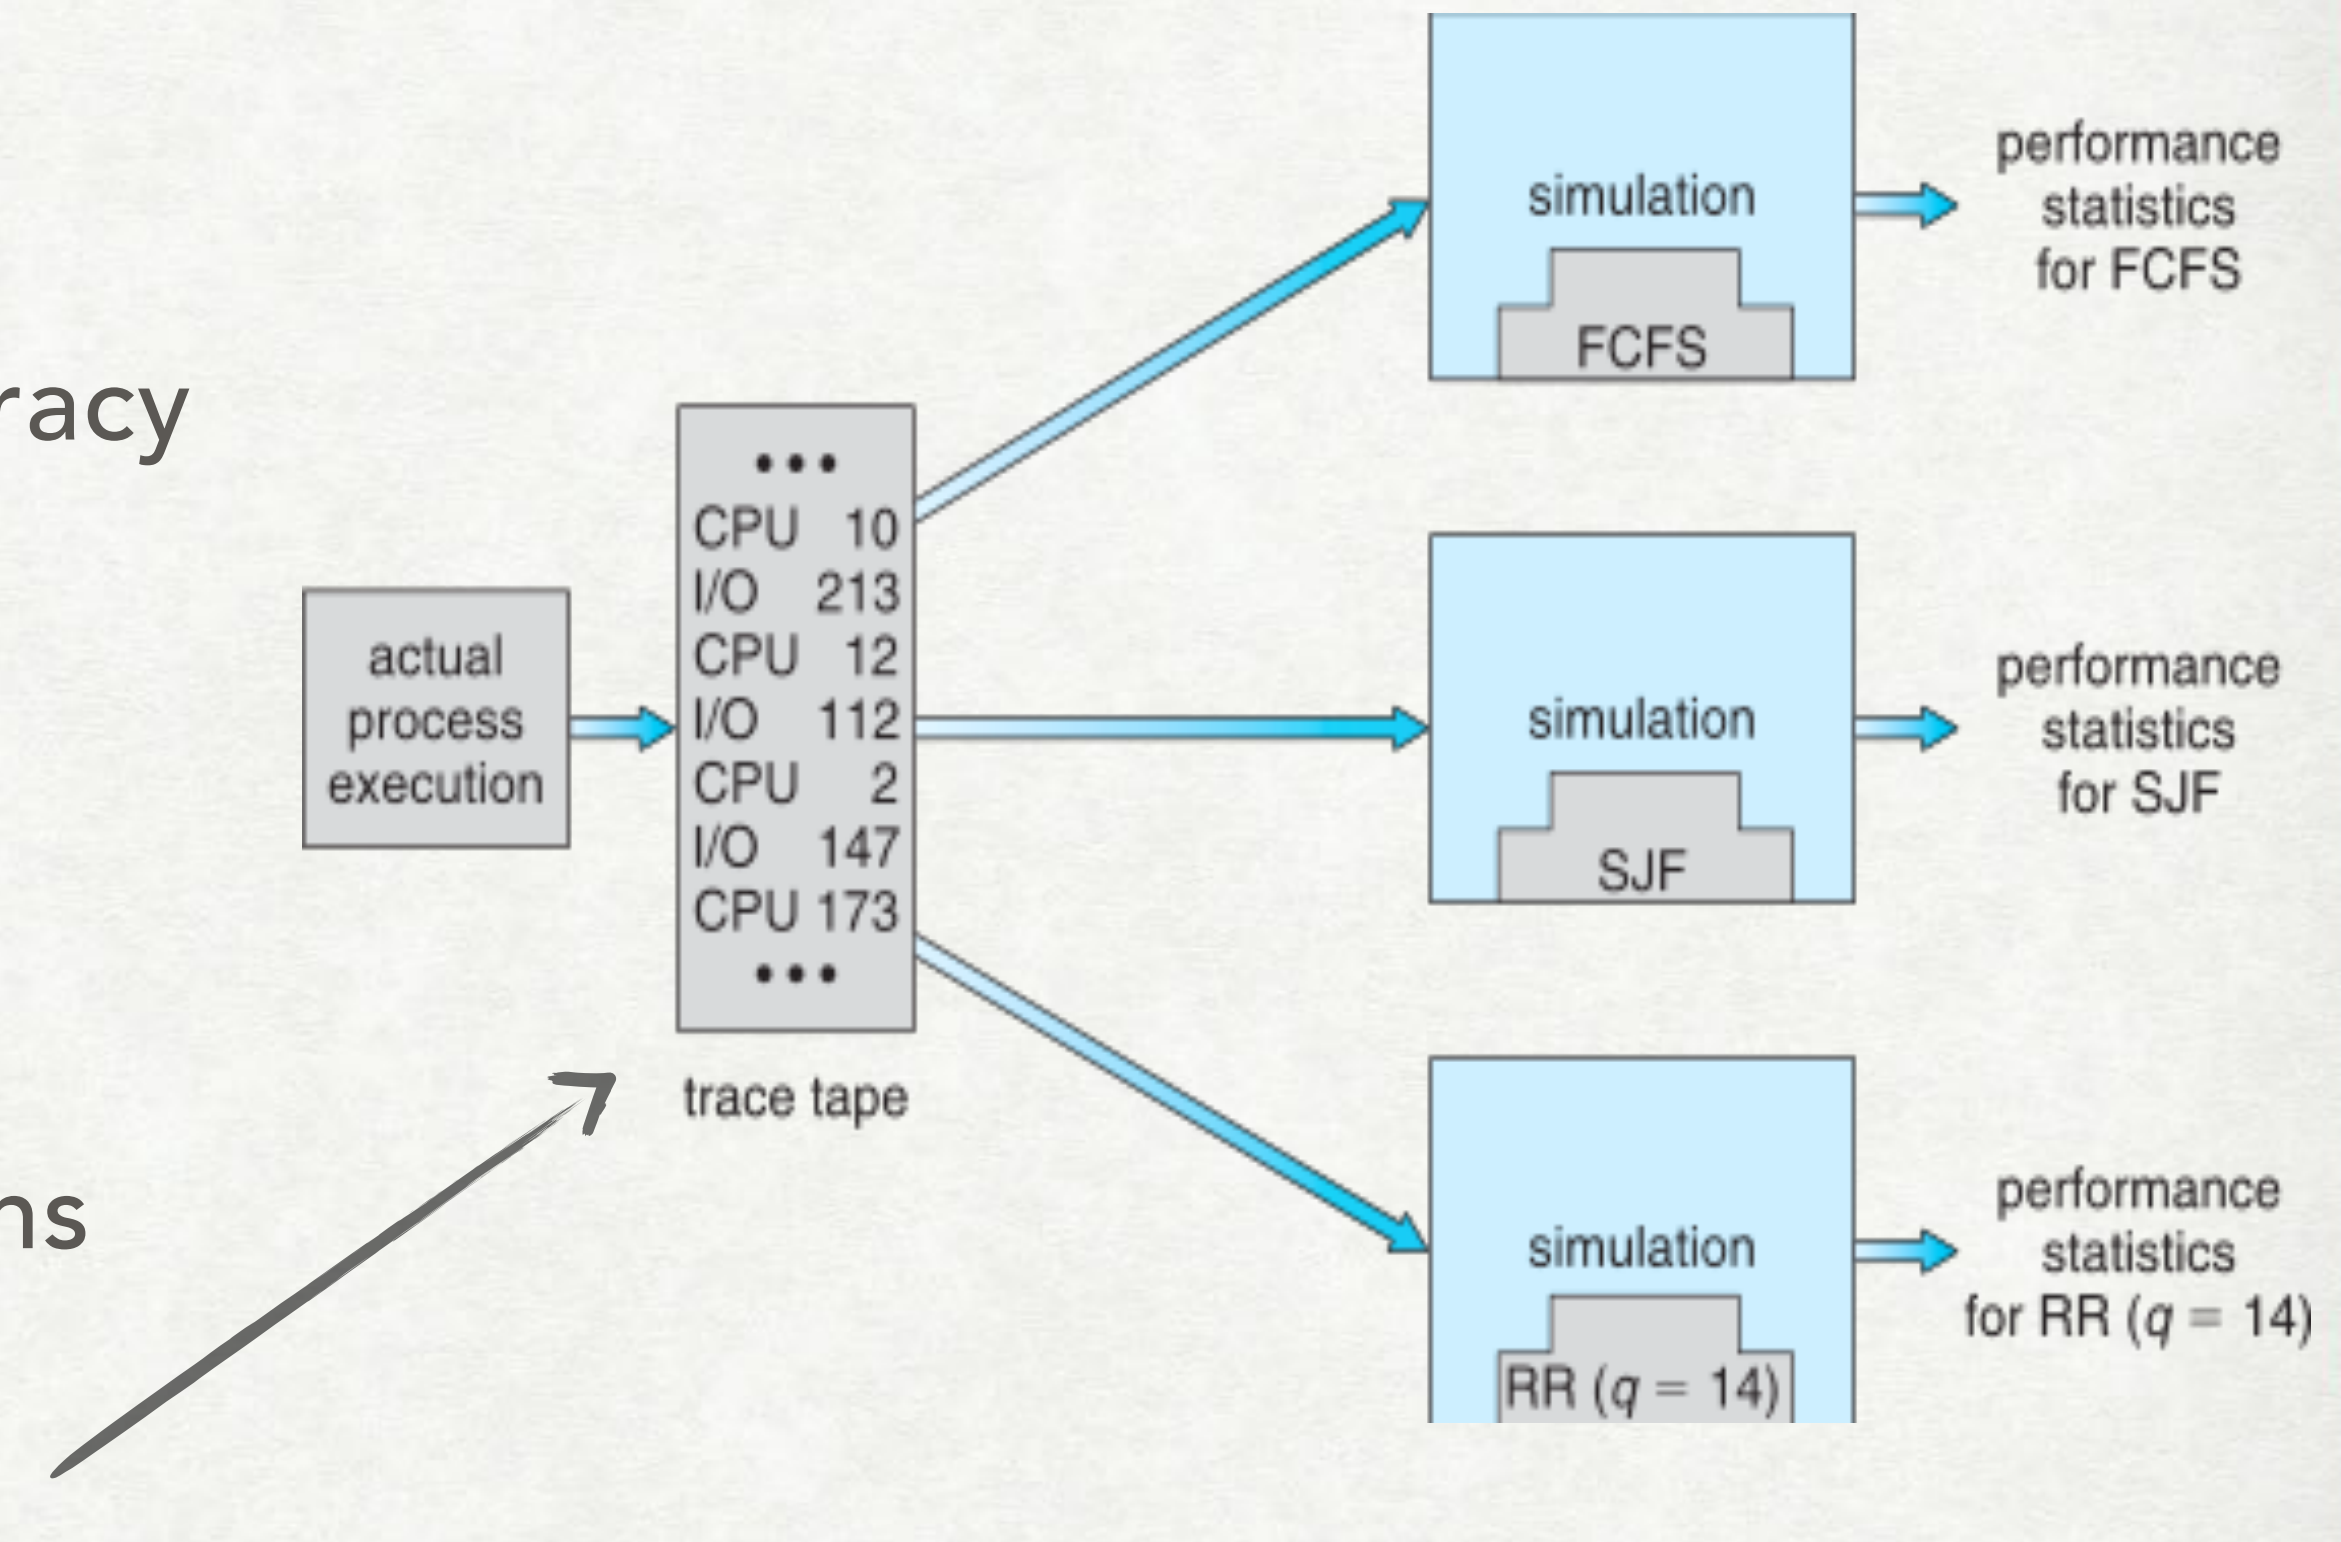 racy
ns
actual
process
execution
•••
CPU 10
I/O 213
CPU 12
I/O 112
CPU 2
I/O 147
CPU 173
•••
trace tape
simulation
FCFS
performance
statistics
for FCFS
simulation
SJF
performance
statistics
for SJF
simulation
RR (q = 14)
performance
statistics
for RR (q = 14)